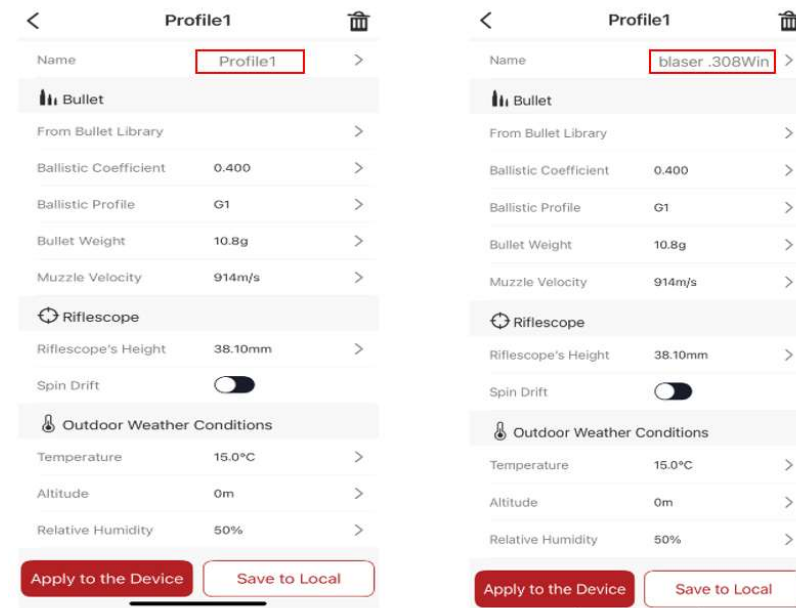 Profile1
Name Profile1
Bullet
From Bullet Library
Ballistic Coefficient 0.400
Ballistic Profile G1
Bullet Weight 10.8g
Muzzle Velocity 914m/s
Riflescope
Riflescope's Height 38.10mm
Spin Drift
Outdoor Weather Conditions
Temperature 15.0°C
Altitude 0m
Relative Humidity 50%
Apply to the Device Save to Local
Profile1
Name blaser .308Win
Bullet
From Bullet Library
Ballistic Coefficient 0.400
Ballistic Profile G1
Bullet Weight 10.8g
Muzzle Velocity 914m/s
Riflescope
Riflescope's Height 38.10mm
Spin Drift
Outdoor Weather Conditions
Temperature 15.0°C
Altitude 0m
Relative Humidity 50%
Apply to the Device Save to Local